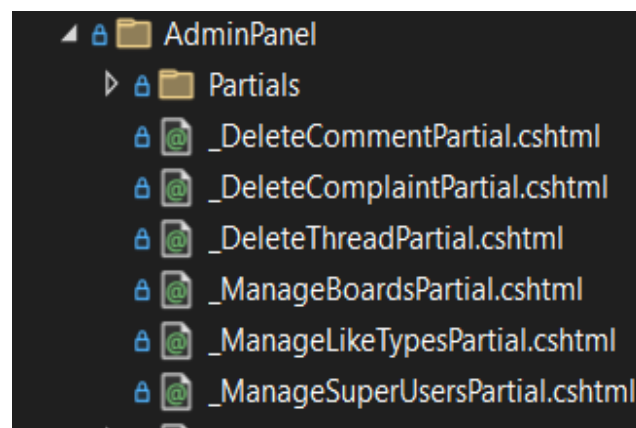 AdminPanel
Partials
_DeleteCommentPartial.cshtml
_DeleteComplaintPartial.cshtml
_DeleteThreadPartial.cshtml
_ManageBoardsPartial.cshtml
_ManageLikeTypesPartial.cshtml
_ManageSuperUsersPartial.cshtml